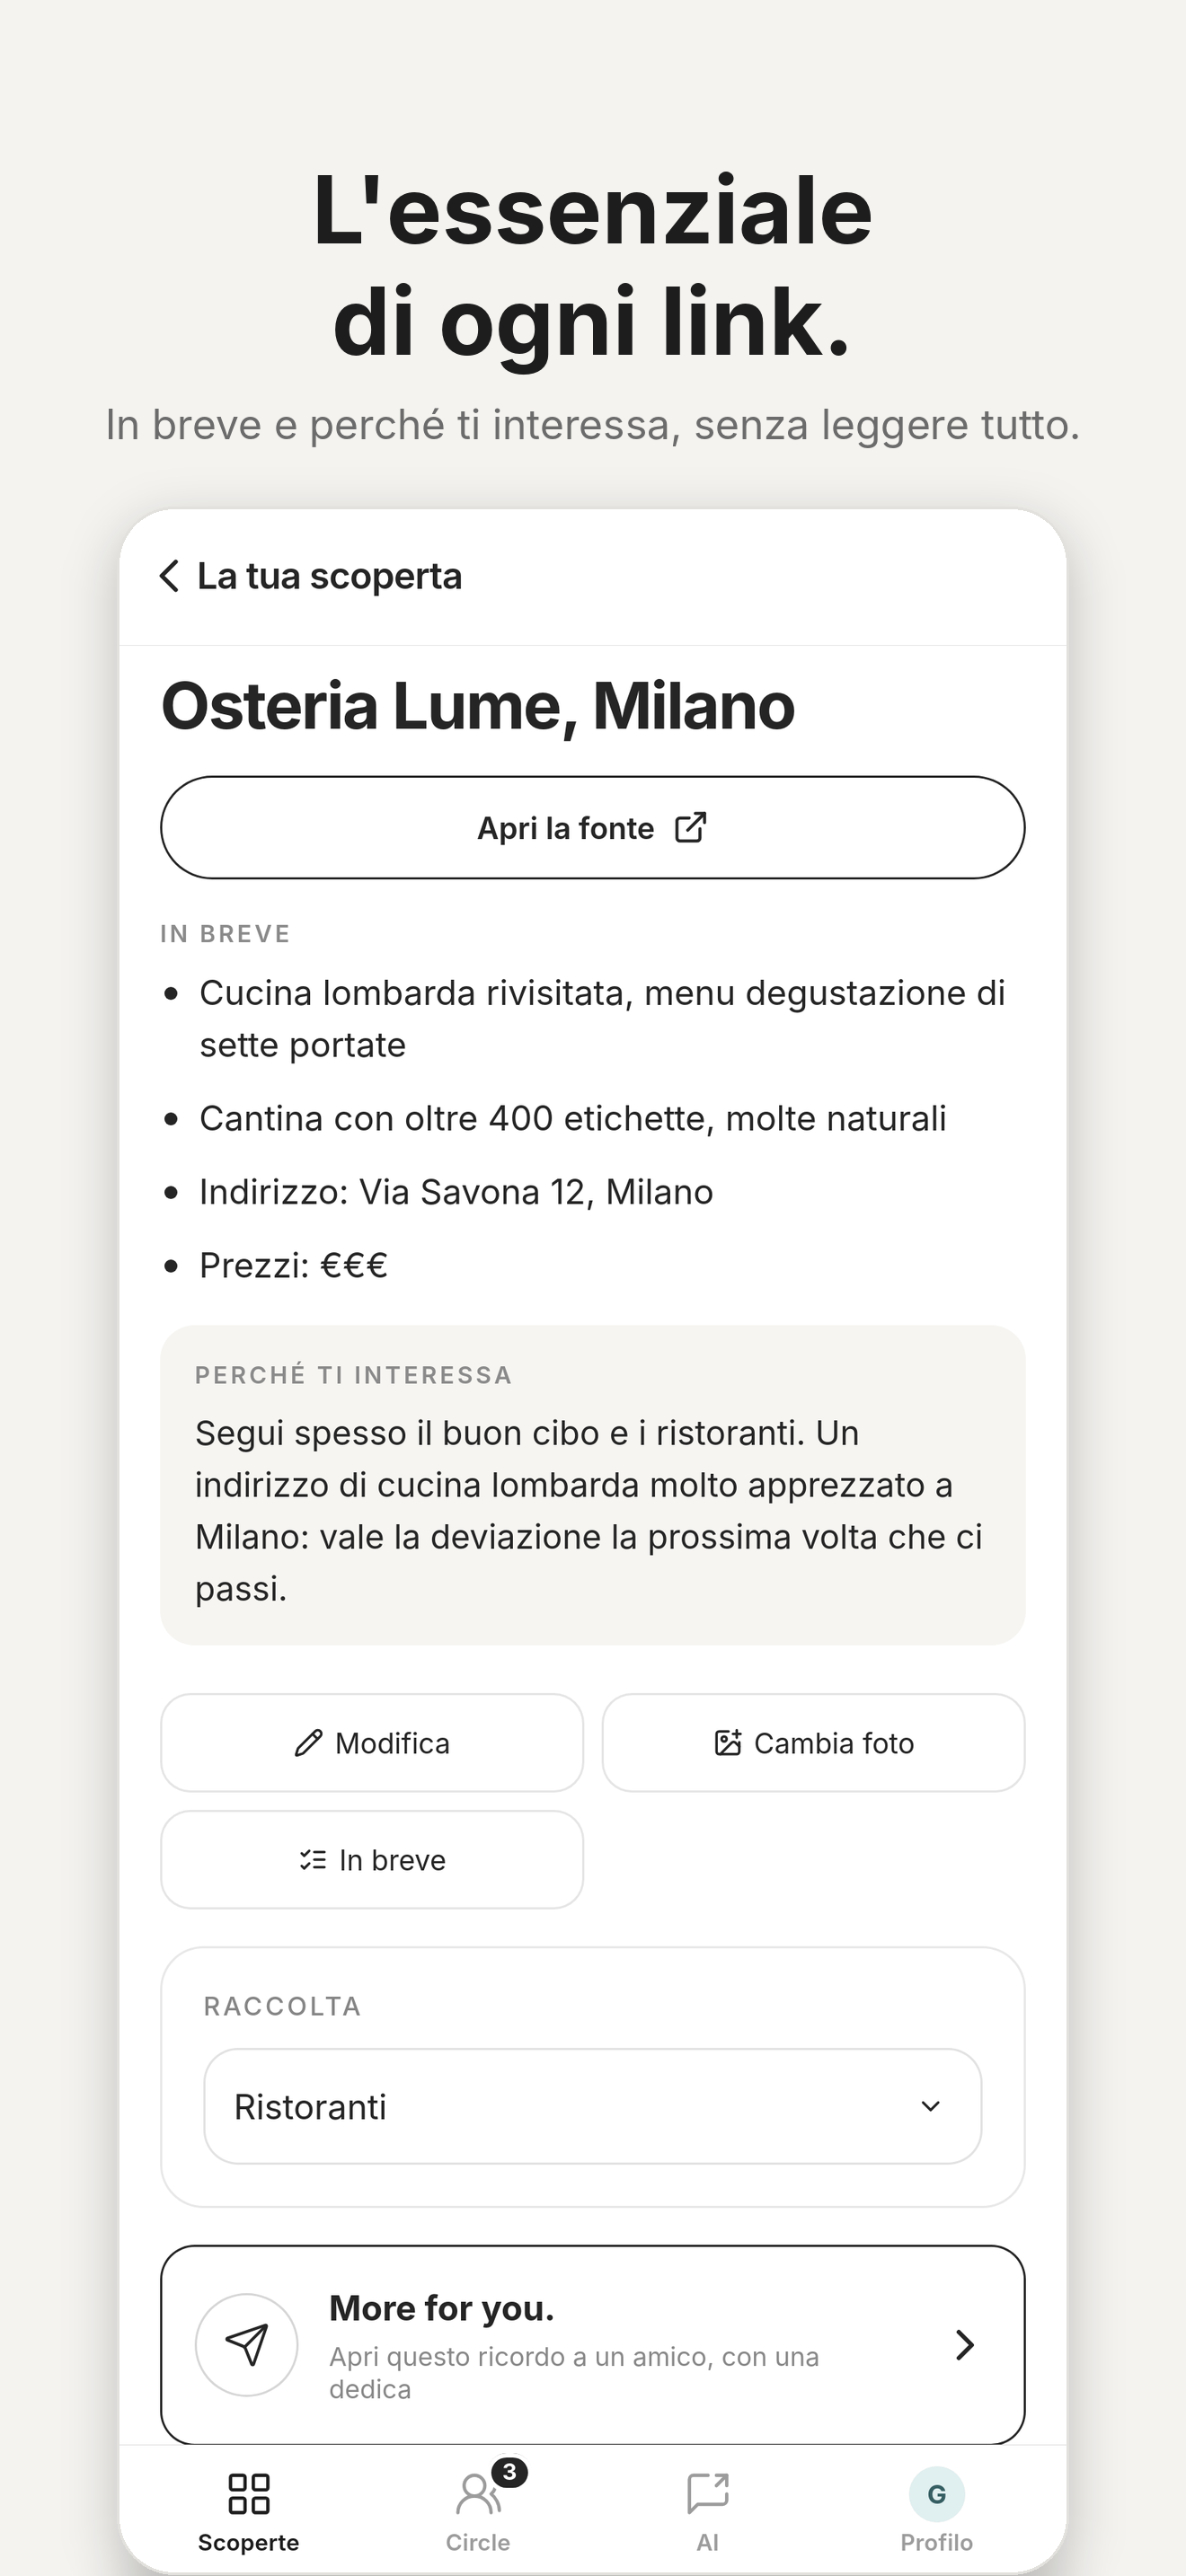 L'essenziale
di ogni link.
In breve e perché ti interessa, senza leggere tutto.
La tua scoperta
Osteria Lume, Milano
Apri la fonte
IN BREVE
• Cucina lombarda rivisitata, menu degustazione di
sette portate
• Cantina con oltre 400 etichette, molte naturali
• Indirizzo: Via Savona 12, Milano
• Prezzi: €€€
PERCHÉ TI INTERESSA
Segui spesso il buon cibo e i ristoranti. Un
indirizzo di cucina lombarda molto apprezzato a
Milano: vale la deviazione la prossima volta che ci
passi.
Modifica
Cambia foto
In breve
RACCOLTA
Ristoranti
More for you.
Apri questo ricordo a un amico, con una
dedica
3
G
Scoperte
Circle
AI
Profilo